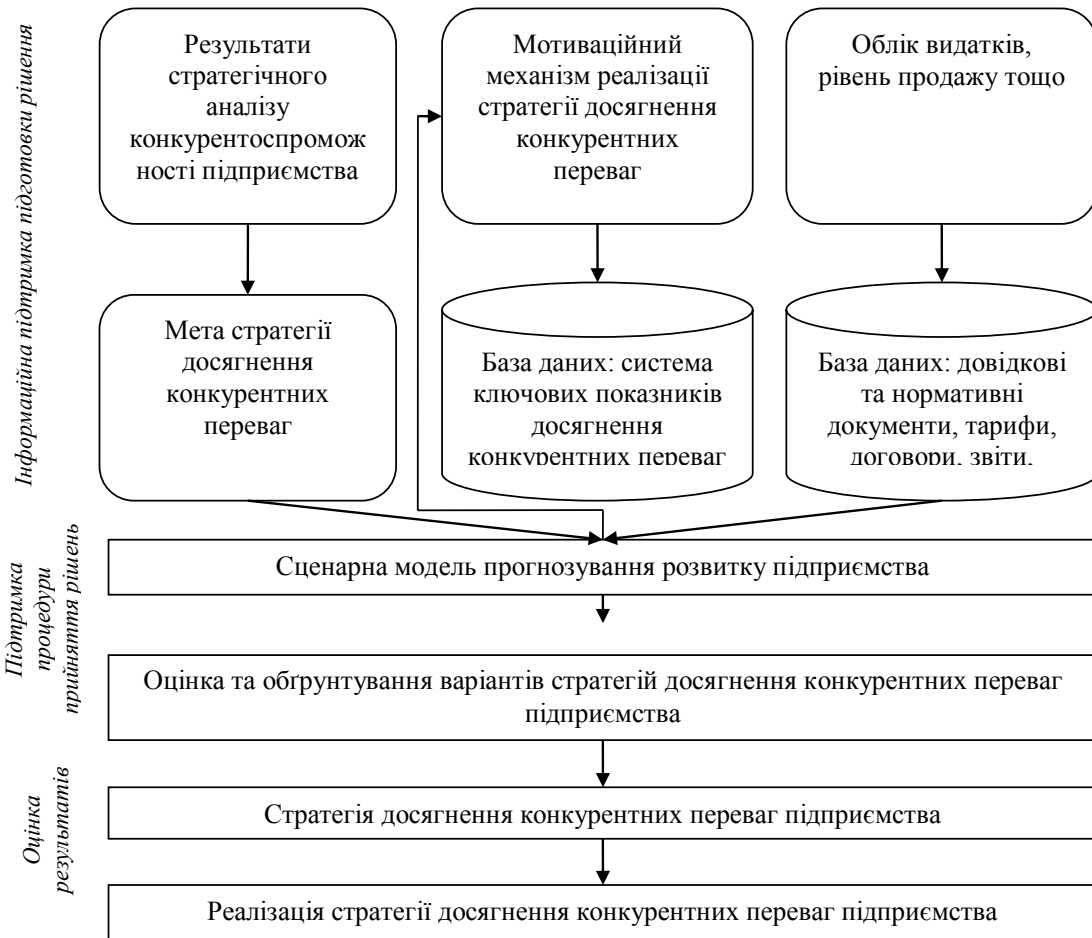 Інформаційна підтримка підготовки рішення
Результати
стратегічного
аналізу
конкурентоспромож
ності підприємства
Мотиваційний
механізм реалізації
стратегії досягнення
конкурентних
переваг
Облік видатків,
рівень продажу тощо
Мета стратегії
досягнення
конкурентних
переваг
База даних: система
ключових показників
досягнення
конкурентних переваг
База даних: довідкові
та нормативні
документи, тарифи,
договори, звіти,
Підтримка
процедури
прийняття рішень
Сценарна модель прогнозування розвитку підприємства
Оцінка та обґрунтування варіантів стратегій досягнення конкурентних переваг
підприємства
Оцінка
результатів
Стратегія досягнення конкурентних переваг підприємства
Реалізація стратегії досягнення конкурентних переваг підприємства